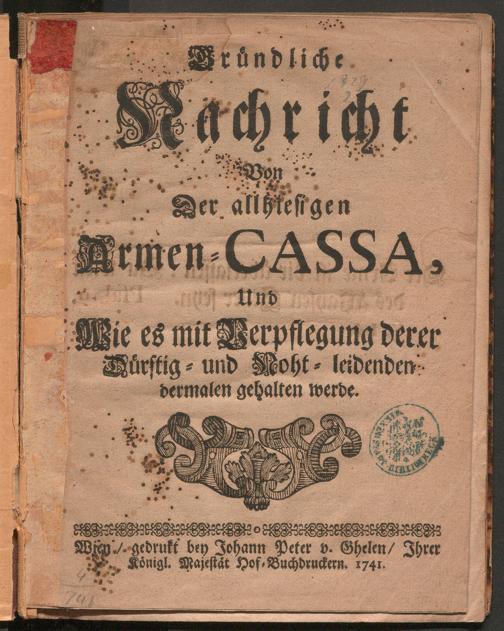 Gründliche
Nachricht
Von
Der allhiesigen
Armen-CASSA,
Und
Wie es mit Verpflegung derer
Dürftig- und Noht-leidenden
dermalen gehalten werde.
Wien/ gedrukt bey Johann Peter v. Ghelen/ Ihrer
Königl. Majestät Hof-Buchdruckern. 1741.